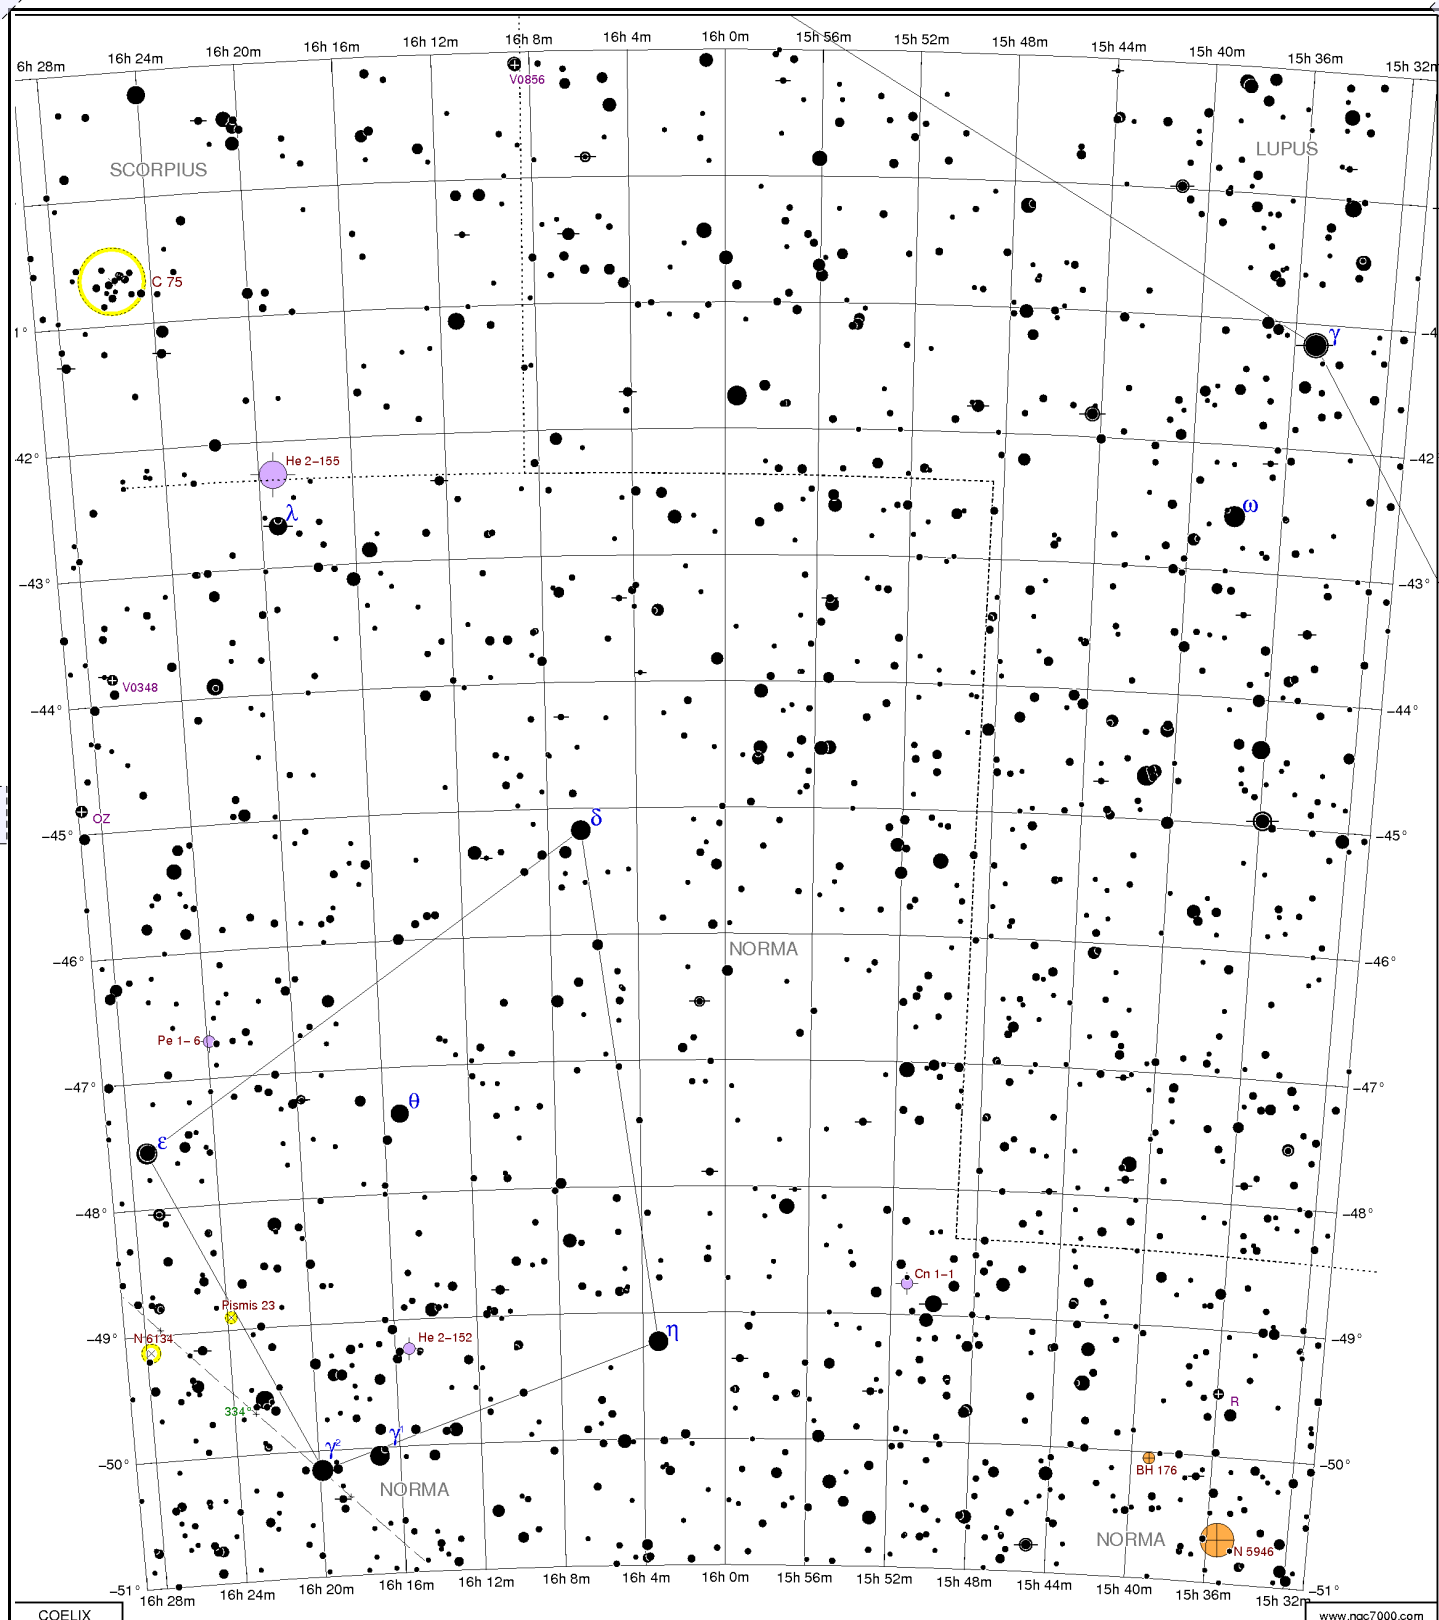 6h 28m 16h 24m 16h 20m 16h 16m 16h 12m 16h 8m 16h 4m 16h 0m 15h 56m 15h 52m 15h 48m 15h 44m 15h 40m 15h 36m 15h 32m
V0856
SCORPIUS LUPUS
C 75
1° -4
γ
42° He 2-155 -42
λ ω
-43° -43°
V0348
-44° -44°
OZ δ
-45° -45°
NORMA
-46° -46°
Pe 1-6
-47° -47°
θ
ε
-48° -48°
Cn 1-1
Pismis 23
-49° N 6134 He 2-152 η -49°
R
334°
γ² γ¹
-50° -50°
BH 176
NORMA
NORMA
N 5946
-51° -51°
16h 28m 16h 24m 16h 20m 16h 16m 16h 12m 16h 8m 16h 4m 16h 0m 15h 56m 15h 52m 15h 48m 15h 44m 15h 40m 15h 36m 15h 32m
COELIX www.ngc7000.com